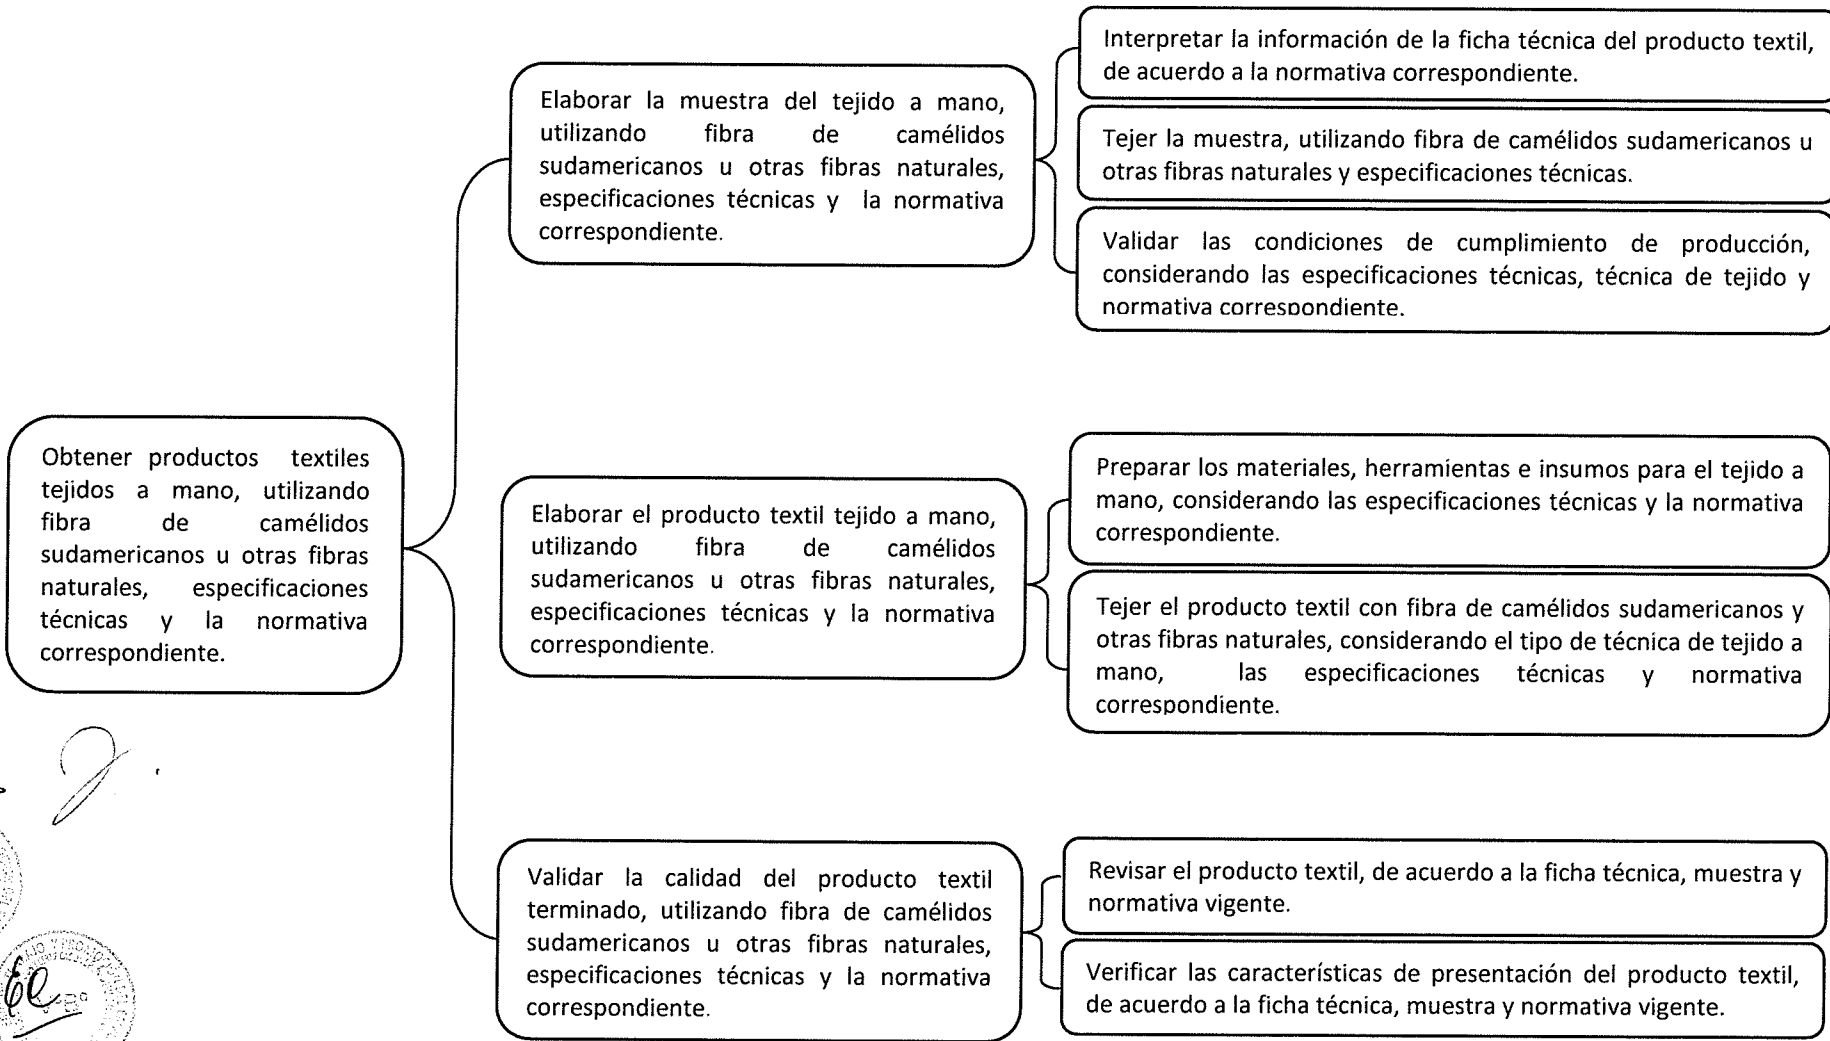 Obtener productos textiles
tejidos a mano, utilizando
fibra de camélidos
sudamericanos u otras fibras
naturales, especificaciones
técnicas y la normativa
correspondiente.
Elaborar la muestra del tejido a mano,
utilizando fibra de camélidos
sudamericanos u otras fibras naturales,
especificaciones técnicas y la normativa
correspondiente.
Interpretar la información de la ficha técnica del producto textil,
de acuerdo a la normativa correspondiente.
Tejer la muestra, utilizando fibra de camélidos sudamericanos u
otras fibras naturales y especificaciones técnicas.
Validar las condiciones de cumplimiento de producción,
considerando las especificaciones técnicas, técnica de tejido y
normativa correspondiente.
Elaborar el producto textil tejido a mano,
utilizando fibra de camélidos
sudamericanos u otras fibras naturales,
especificaciones técnicas y la normativa
correspondiente.
Preparar los materiales, herramientas e insumos para el tejido a
mano, considerando las especificaciones técnicas y la normativa
correspondiente.
Tejer el producto textil con fibra de camélidos sudamericanos y
otras fibras naturales, considerando el tipo de técnica de tejido a
mano, las especificaciones técnicas y normativa
correspondiente.
Validar la calidad del producto textil
terminado, utilizando fibra de camélidos
sudamericanos u otras fibras naturales,
especificaciones técnicas y la normativa
correspondiente.
Revisar el producto textil, de acuerdo a la ficha técnica, muestra y
normativa vigente.
Verificar las características de presentación del producto textil,
de acuerdo a la ficha técnica, muestra y normativa vigente.